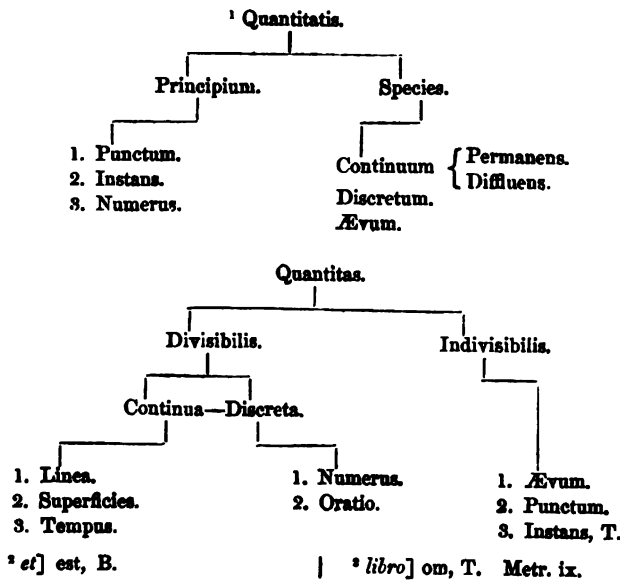 ¹ Quantitatis.
Principium. Species.
1. Punctum.
2. Instans.
3. Numerus.
Continuum { Permanens.
Diffluens.
Discretum.
Ævum.
Quantitas.
Divisibilis. Indivisibilis.
Continua—Discreta.
1. Linea.
2. Superficies.
3. Tempus.
1. Numerus.
2. Oratio.
1. Ævum.
2. Punctum.
3. Instans, T.
² et] est, B. | ² libro] om, T. Metr. ix.